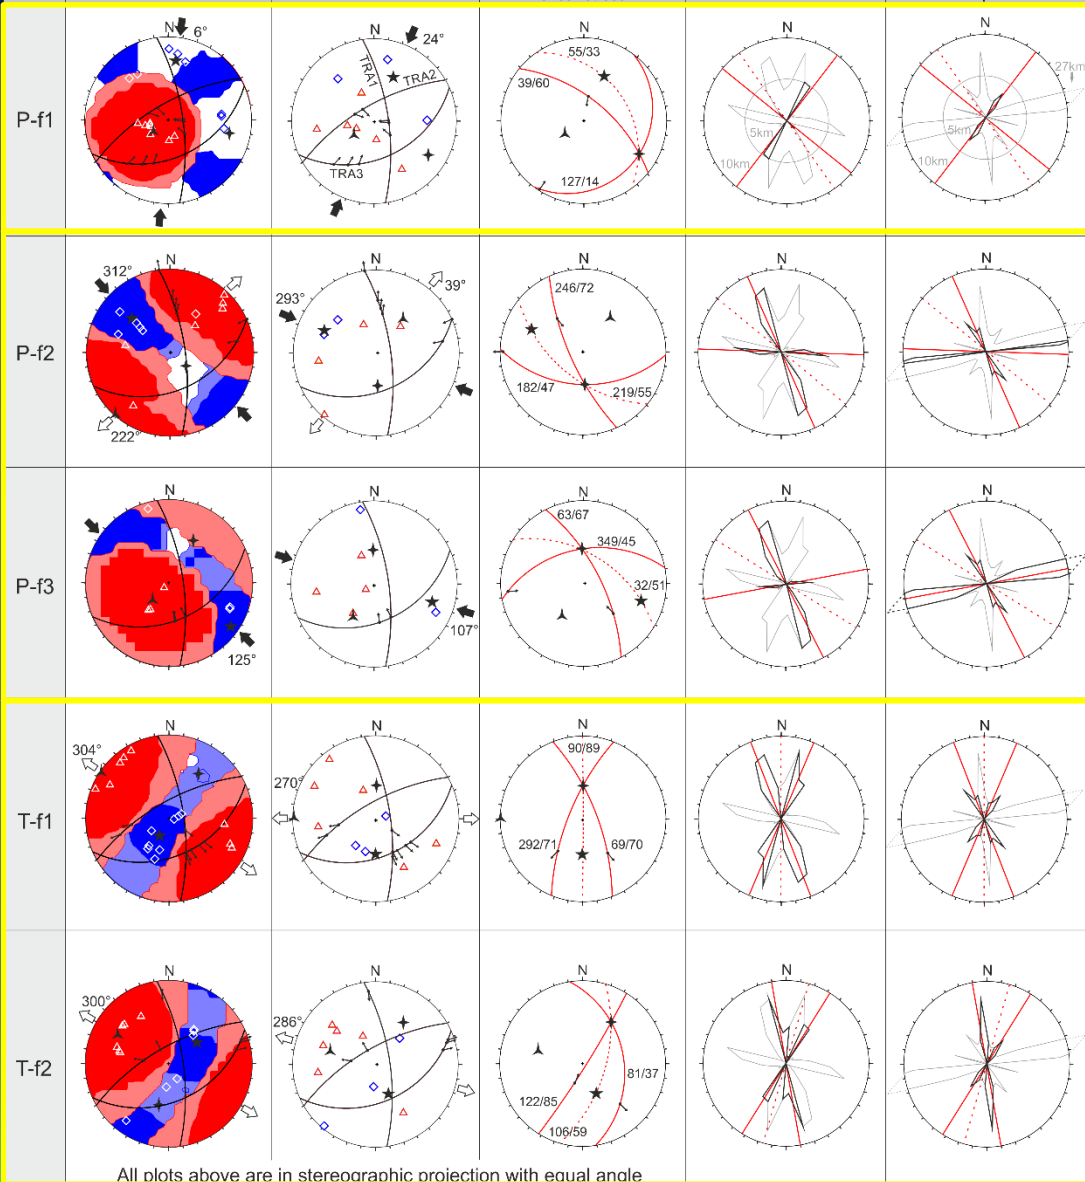 N
6°
N
24°
TRA1
TRA2
TRA3
N
55/33
39/60
127/14
N
5km
10km
N
27km
5km
10km
P-f1
N
312°
222°
N
293°
39°
N
246/72
182/47
219/55
N
N
P-f2
N
125°
N
107°
N
63/67
349/45
32/51
N
N
P-f3
N
304°
N
270°
N
90/89
292/71
69/70
N
N
T-f1
N
300°
N
286°
N
81/37
122/85
106/59
N
N
T-f2
All plots above are in stereographic projection with equal angle